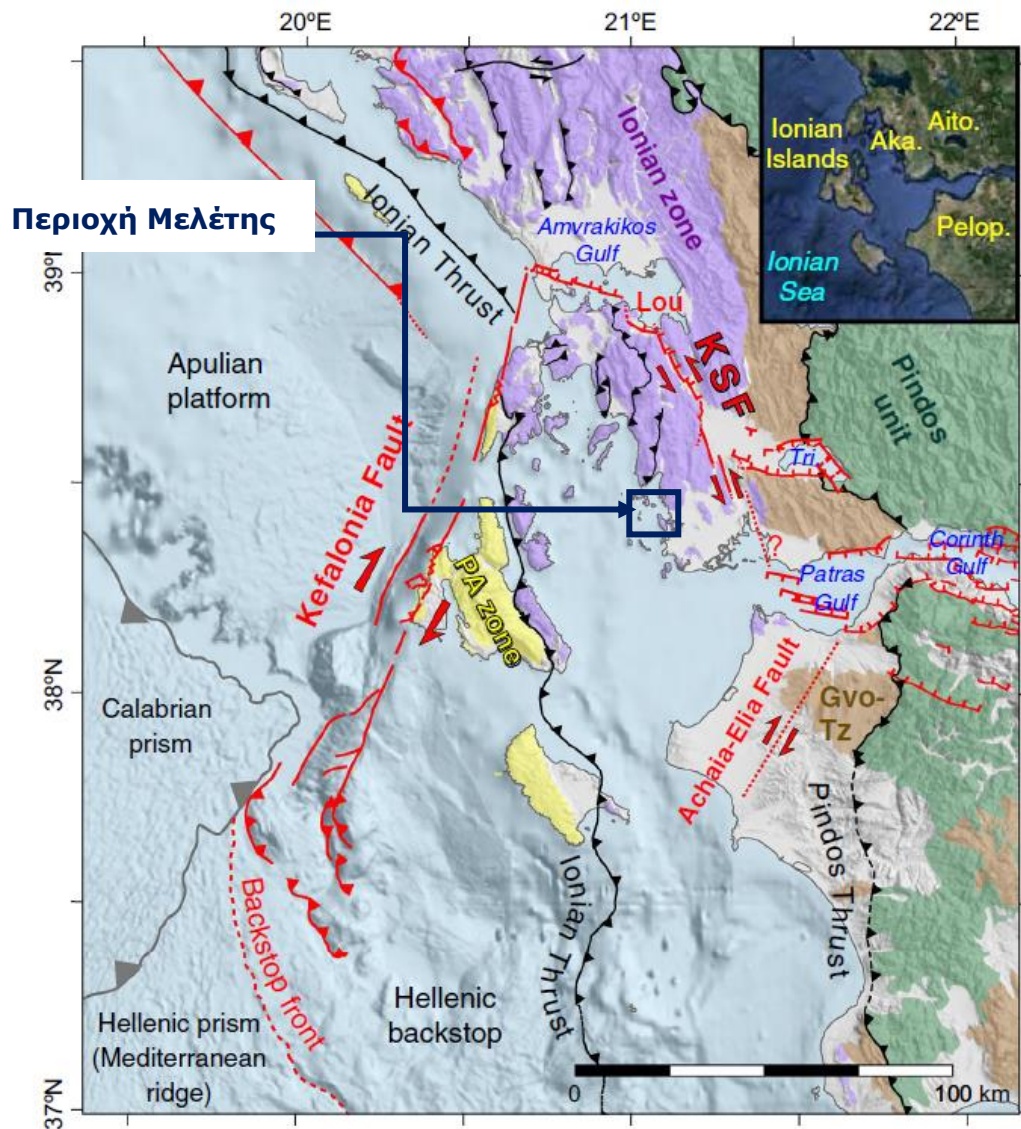 20ºE
21ºE
22ºE
39ºN
38ºN
37ºN
Περιοχή Μελέτης
Ionian Thrust
Ionian zone
Amvrakikos
Gulf
Lou
KSF
Ionian
Islands
Aka.
Aito.
Pelop.
Ionian
Sea
Pindos
unit
Apulian
platform
Kefalonia Fault
Tri.
?
Corinth
Gulf
Patras
Gulf
PA zone
Calabrian
prism
Achaia-Elia Fault
Gvo-
Tz
Pindos Thrust
Ionian Thrust
Backstop front
Hellenic
backstop
Hellenic prism
(Mediterranean
ridge)
0
100 km